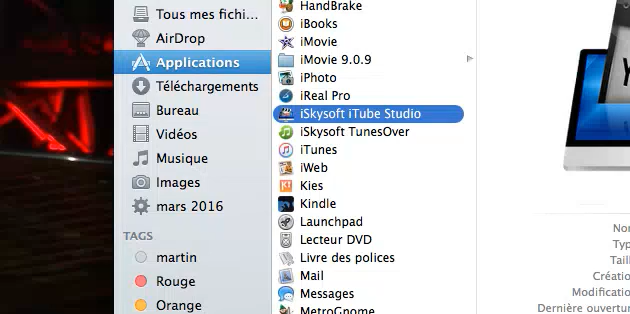 Tous mes fichi...
AirDrop
Applications
Téléchargements
Bureau
Vidéos
Musique
Images
mars 2016
TAGS
martin
Rouge
Orange
HandBrake
iBooks
iMovie
iMovie 9.0.9
iPhoto
iReal Pro
iSkysoft iTube Studio
iSkysoft TunesOver
iTunes
iWeb
Kies
Kindle
Launchpad
Lecteur DVD
Livre des polices
Mail
Messages
MetroGnome
Y
Nor
Typ
Taill
Créatio
Modificatio
Dernière ouvertur